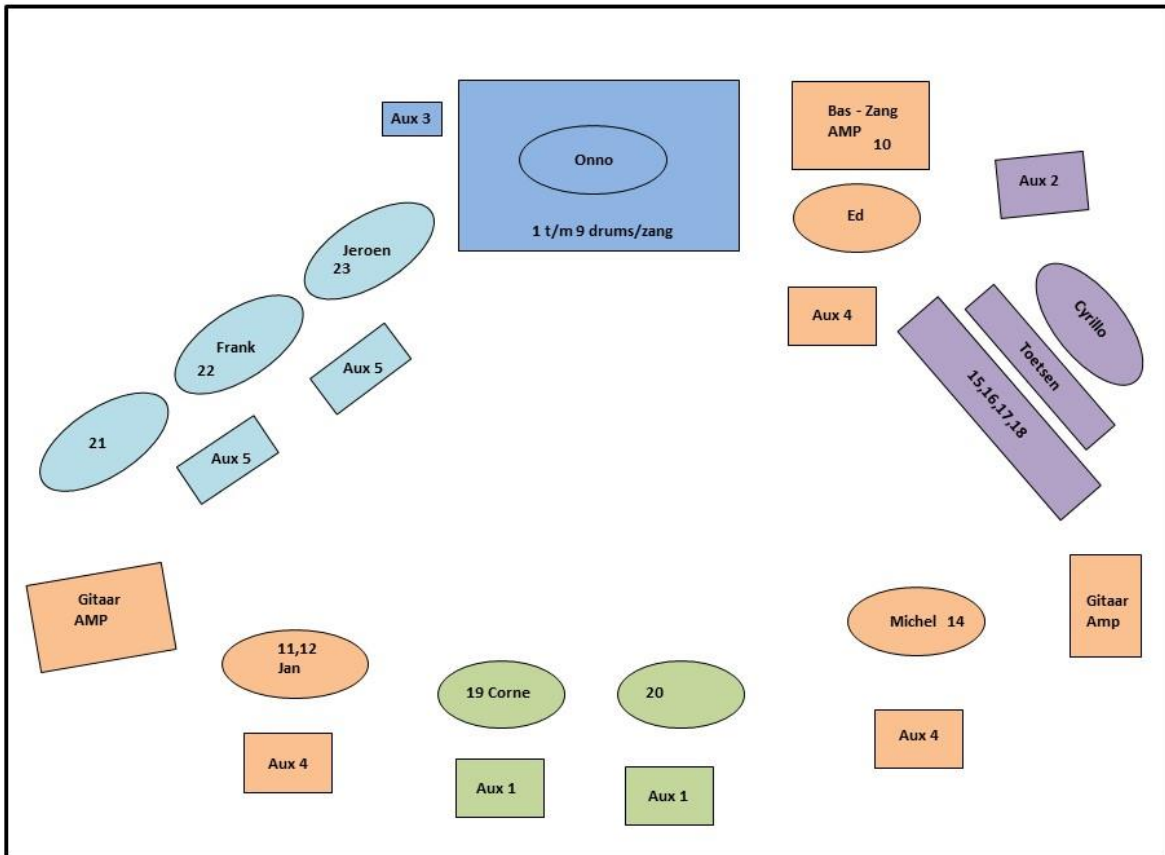 Aux 3
Onno
1 t/m 9 drums/zang
Bas - Zang
AMP
10
Aux 2
Ed
Aux 4
Cyrillo
Toetsen
15,16,17,18
Jeroen
23
Frank
22
Aux 5
21
Aux 5
Gitaar
AMP
11,12
Jan
Aux 4
19 Corne
Aux 1
20
Aux 1
Michel 14
Aux 4
Gitaar
Amp